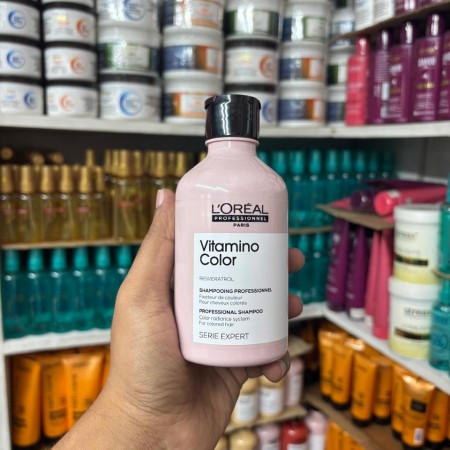 L'ORÉAL
PROFESSIONNEL
PARIS
Vitamino
Color
RESVERATROL
SHAMPOOING PROFESSIONNEL
Fixateur de couleur
Pour cheveux colorés
PROFESSIONAL SHAMPOO
Color radiance system
For colored hair
SERIE EXPERT